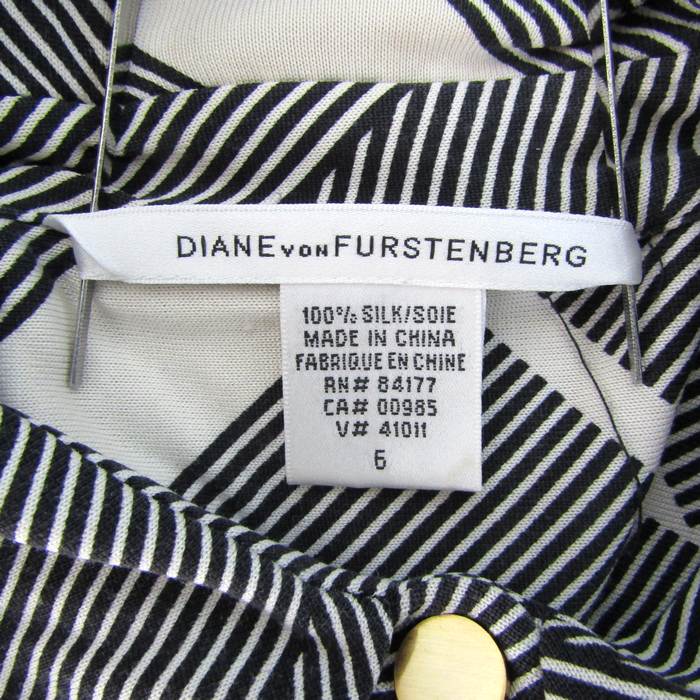 DIANE VON FURSTENBERG
100% SILK/SOIE
MADE IN CHINA
FABRIQUE EN CHINE
RN# 84177
CA# 00985
V# 41011
6